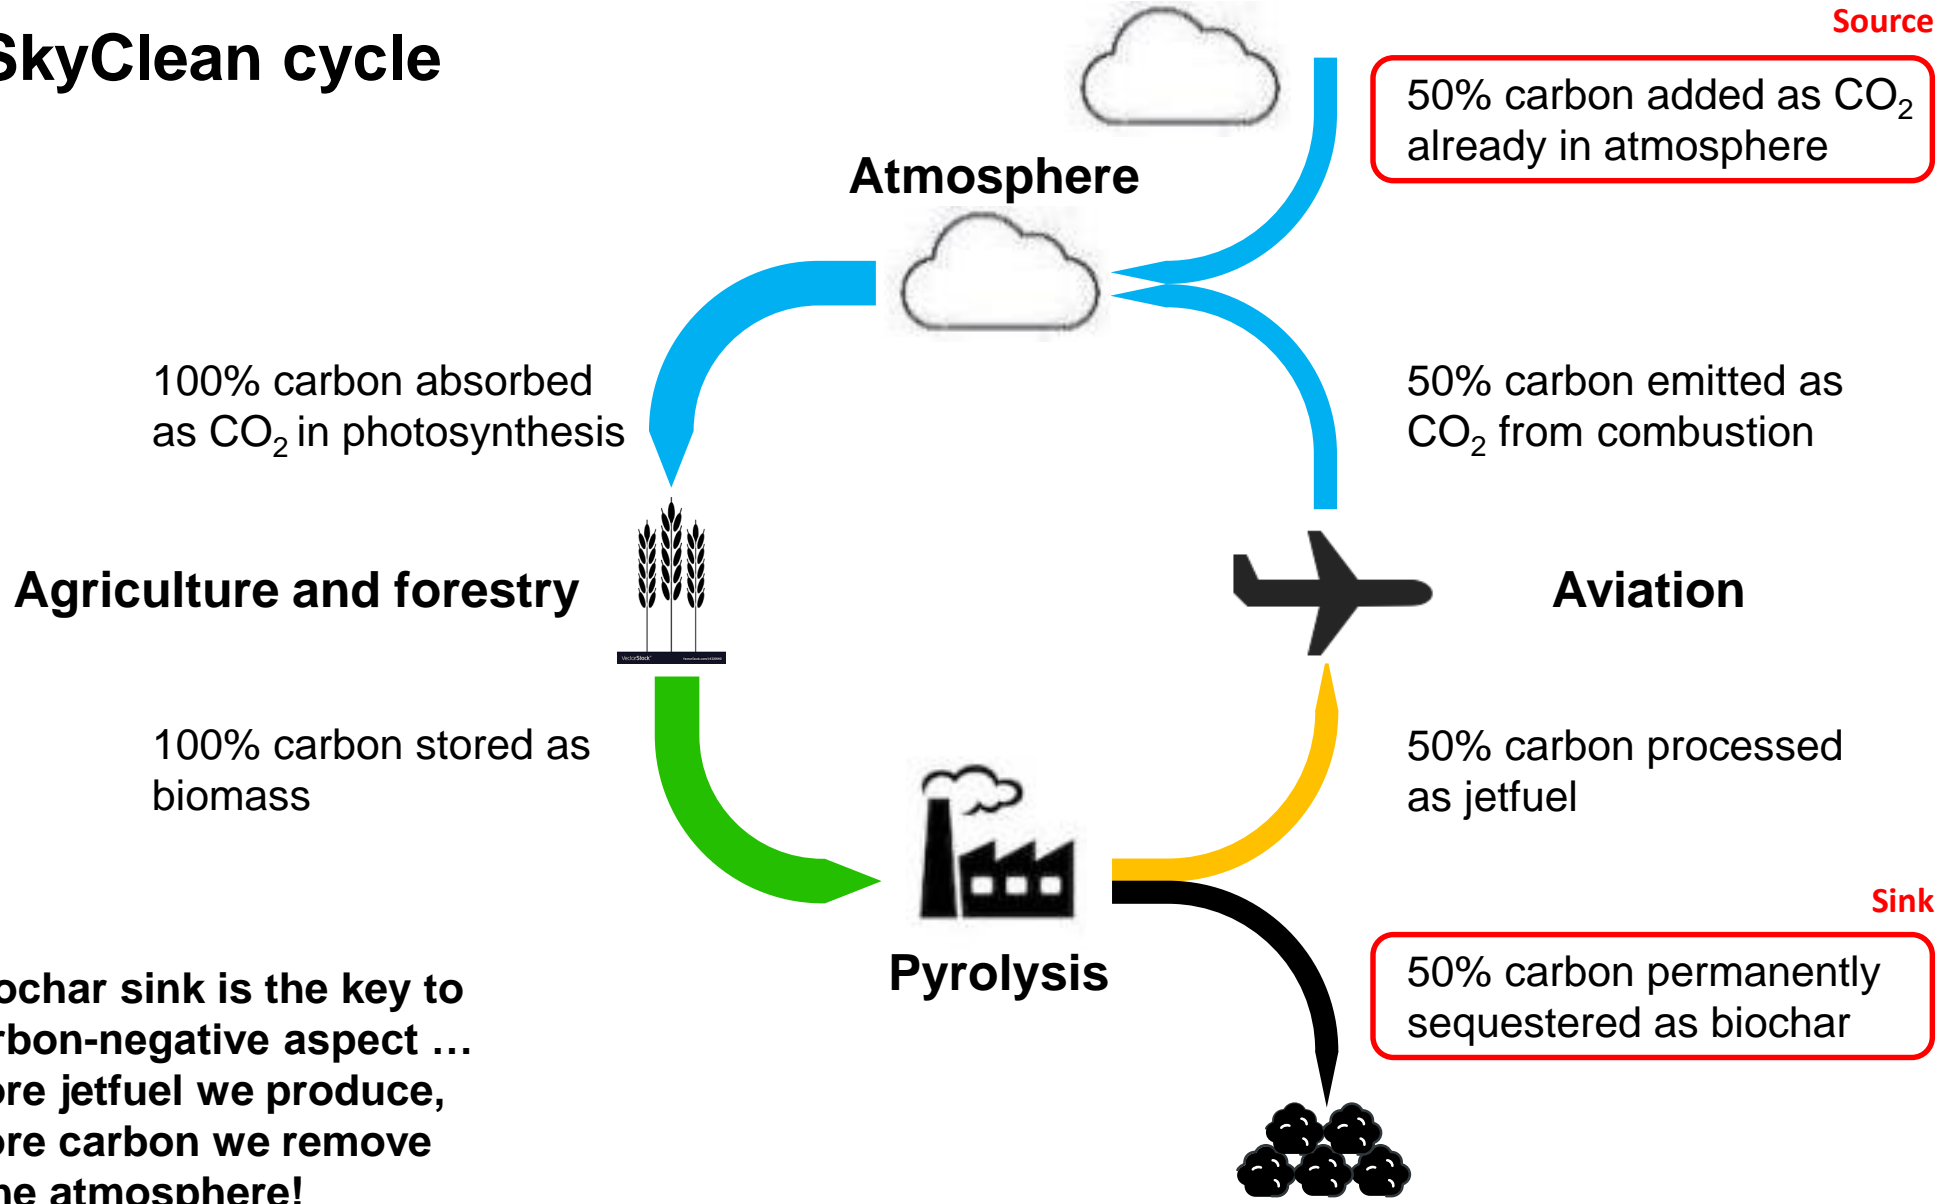 SkyClean cycle
Source
50% carbon added as CO₂
already in atmosphere
Atmosphere
100% carbon absorbed
as CO₂ in photosynthesis
50% carbon emitted as
CO₂ from combustion
Agriculture and forestry
Aviation
VectorStock
100% carbon stored as
biomass
50% carbon processed
as jetfuel
Sink
Pyrolysis
50% carbon permanently
sequestered as biochar
ochar sink is the key to
rbon-negative aspect …
ore jetfuel we produce,
ore carbon we remove
he atmosphere!